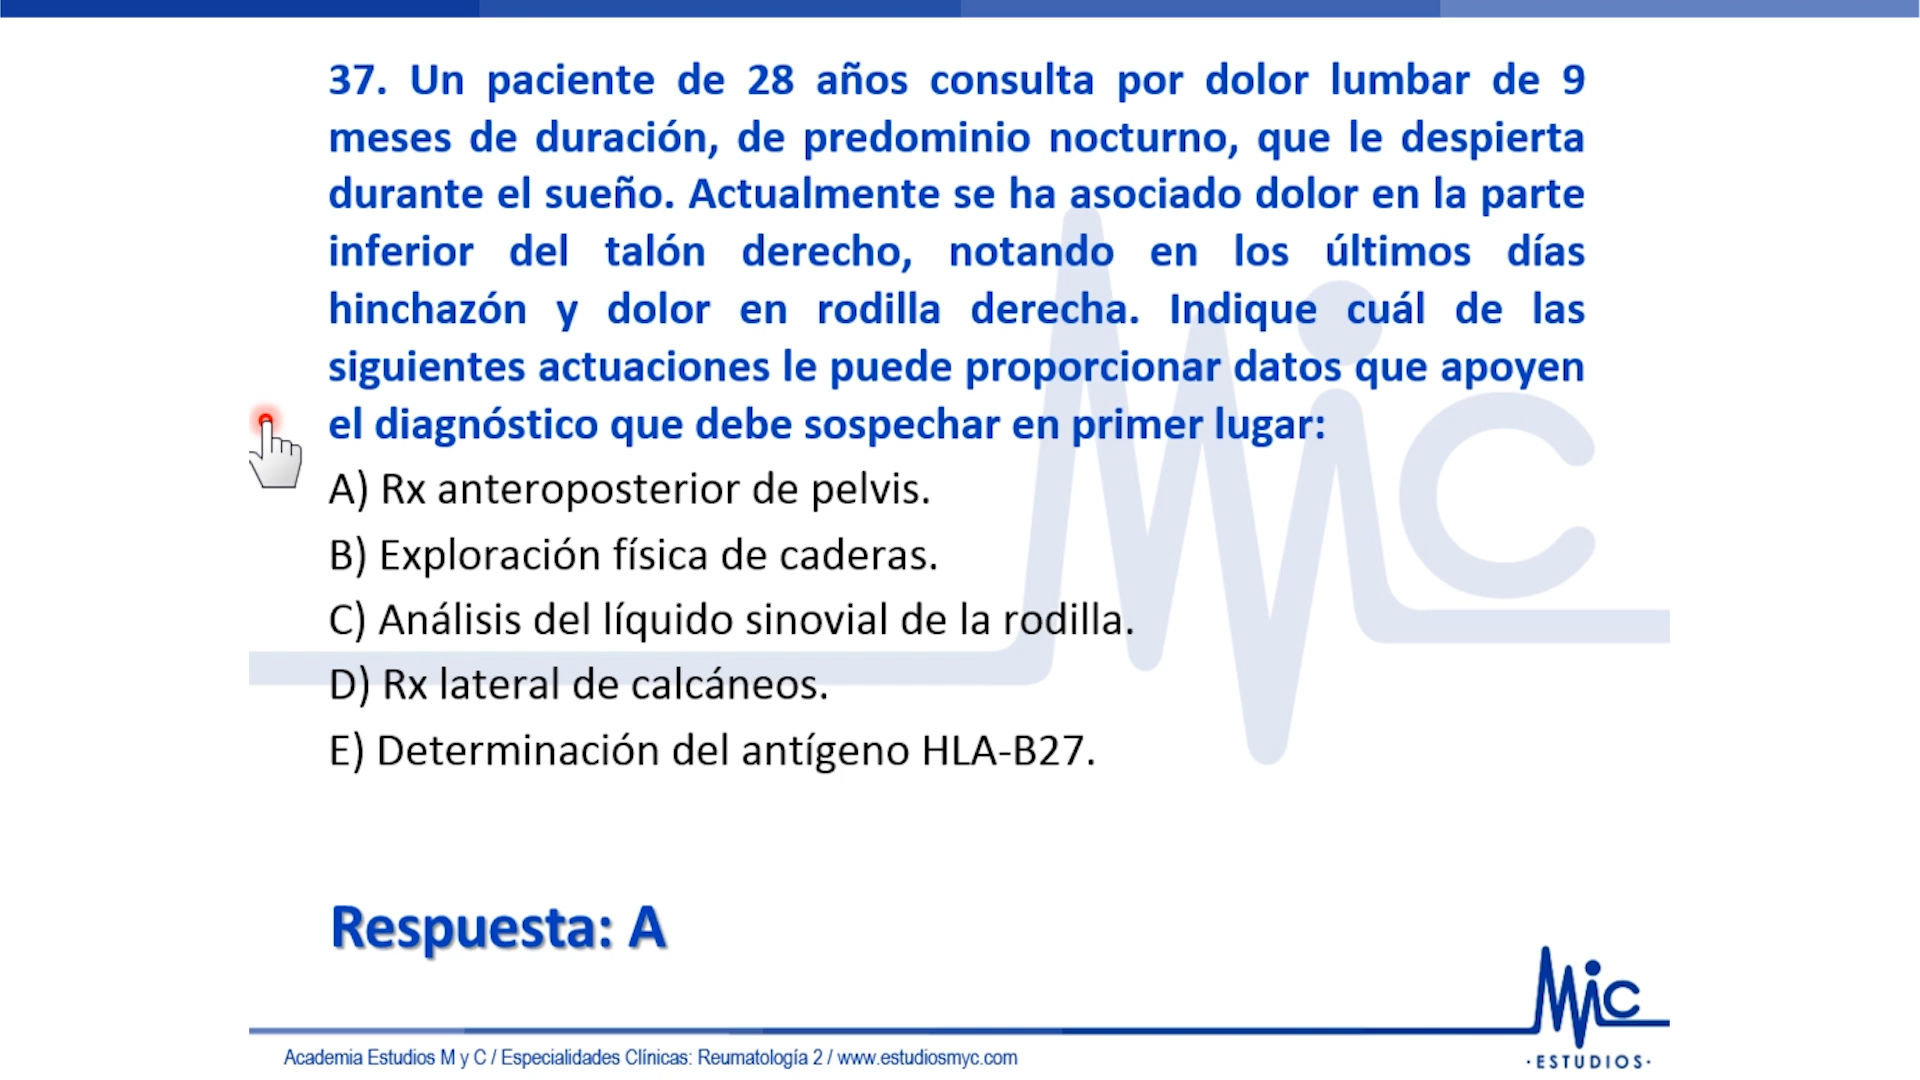 37. Un paciente de 28 años consulta por dolor lumbar de 9
meses de duración, de predominio nocturno, que le despierta
durante el sueño. Actualmente se ha asociado dolor en la parte
inferior del talón derecho, notando en los últimos días
hinchazón y dolor en rodilla derecha. Indique cuál de las
siguientes actuaciones le puede proporcionar datos que apoyen
el diagnóstico que debe sospechar en primer lugar:
A) Rx anteroposterior de pelvis.
B) Exploración física de caderas.
C) Análisis del líquido sinovial de la rodilla.
D) Rx lateral de calcáneos.
E) Determinación del antígeno HLA-B27.
Respuesta: A
MiC
MiC
·ESTUDIOS·
Academia Estudios M y C / Especialidades Clínicas: Reumatología 2 / www.estudiosmyc.com